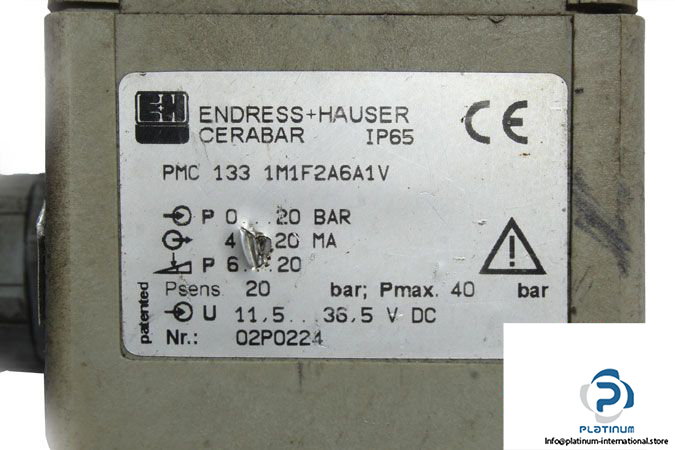 E+H
ENDRESS+HAUSER
CERABAR IP65
CE
PMC 133 1M1F2A6A1V
P 0...20 BAR
4 20 MA
P 6...20
Psens. 20 bar; Pmax. 40 bar
U 11,5...36,5 V DC
Nr.: 02P0224
patented
PLATINUM
Info@platinum-international.store